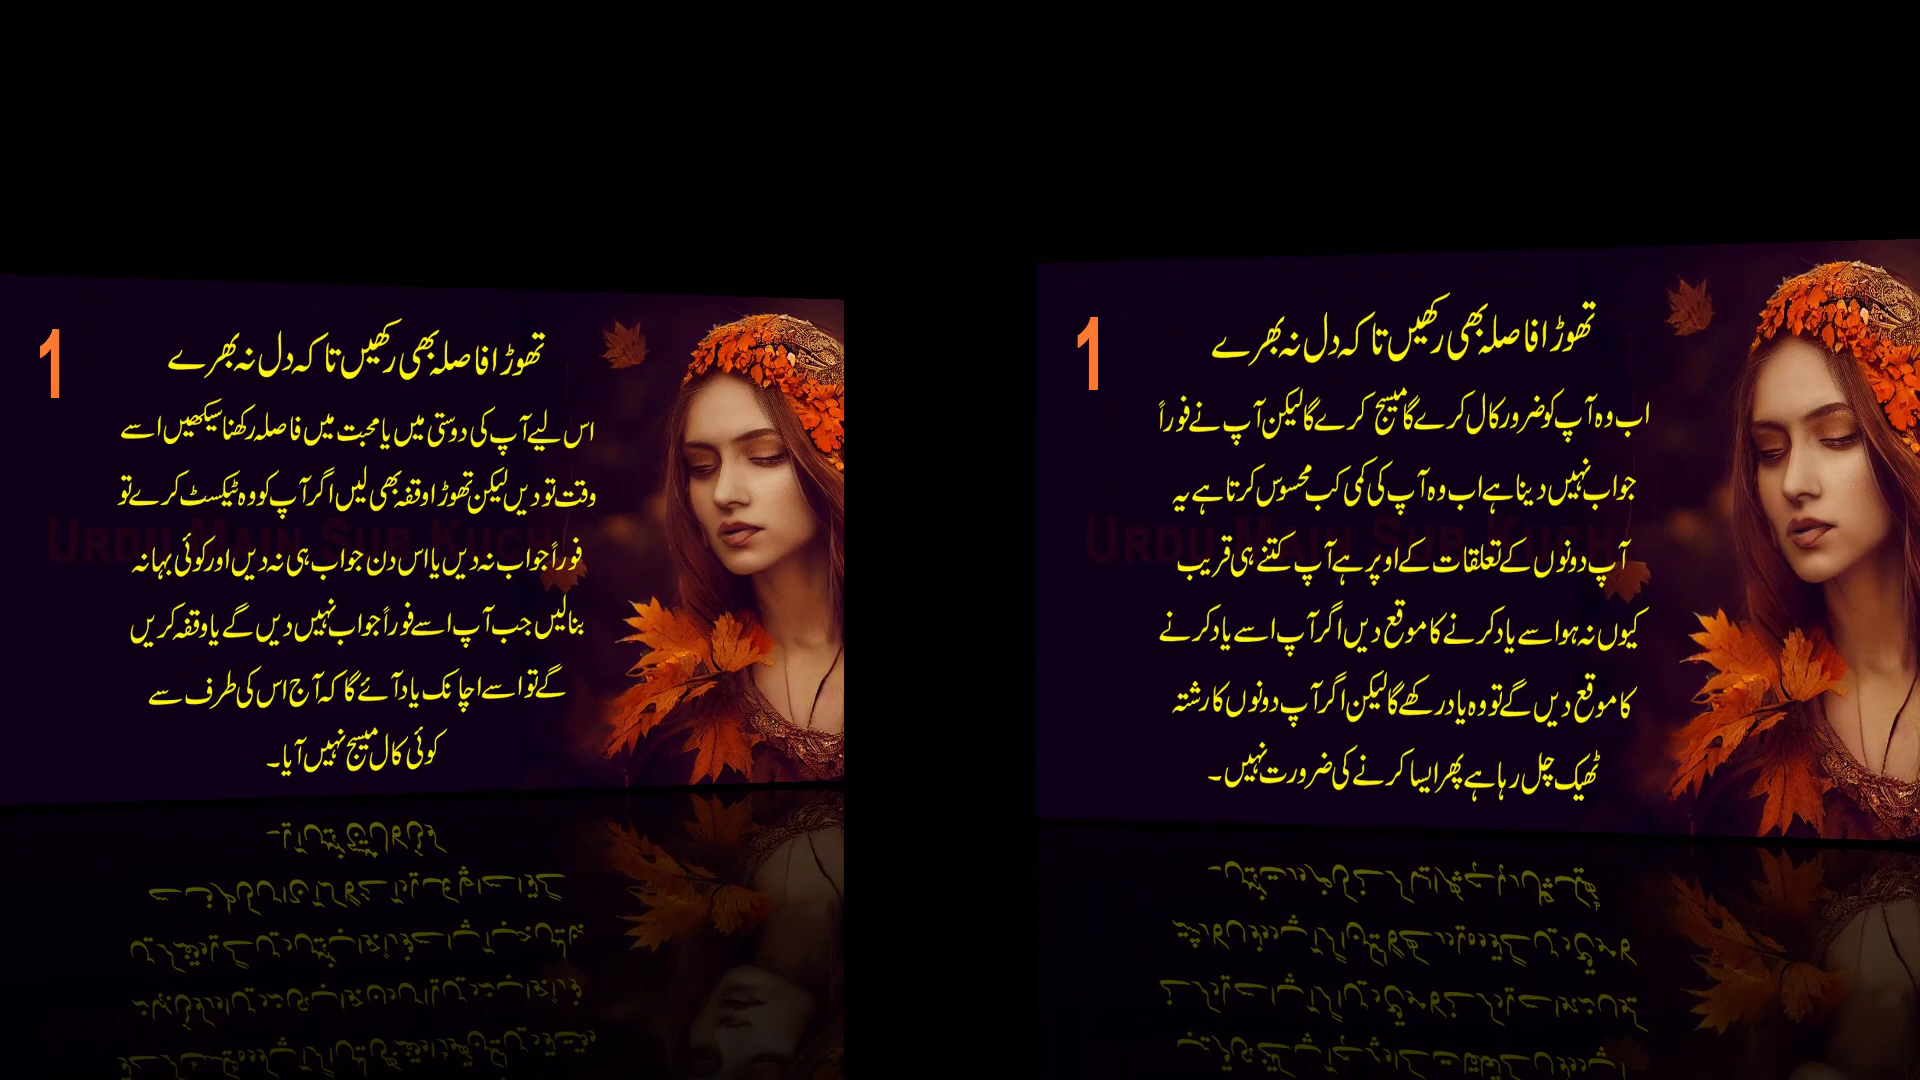 1
تھوڑا فاصلہ بھی رکھیں تا کہ دل نہ بھرے
اس لیے آپ کی دوستی میں یا محبت میں فاصلہ رکھنا سیکھیں اسے
وقت تو دیں لیکن تھوڑا وقفہ بھی لیں اگر آپ کو وہ ٹیکسٹ کرے تو
فوراً جواب نہ دیں یا اس دن جواب ہی نہ دیں اور کوئی بہانہ
بنالیں جب آپ اسے فوراً جواب نہیں دیں گے یا وقفہ کریں
گے تو اسے اچانک یاد آئے گا کہ آج اس کی طرف سے
کوئی کال میسج نہیں آیا۔
Urdu Main Sub Kuch
1
تھوڑا فاصلہ بھی رکھیں تا کہ دل نہ بھرے
اب وہ آپ کو ضرور کال کرے گا میسج کرے گا لیکن آپ نے فوراً
جواب نہیں دینا ہے اب وہ آپ کی کمی کب محسوس کرتا ہے یہ
آپ دونوں کے تعلقات کے اوپر ہے آپ کتنے ہی قریب
کیوں نہ ہو اسے یاد کرنے کا موقع دیں اگر آپ اسے یاد کرنے
کا موقع دیں گے تو وہ یاد رکھے گا لیکن اگر آپ دونوں کا رشتہ
ٹھیک چل رہا ہے پھر ایسا کرنے کی ضرورت نہیں۔
Urdu Main Sub Kuch